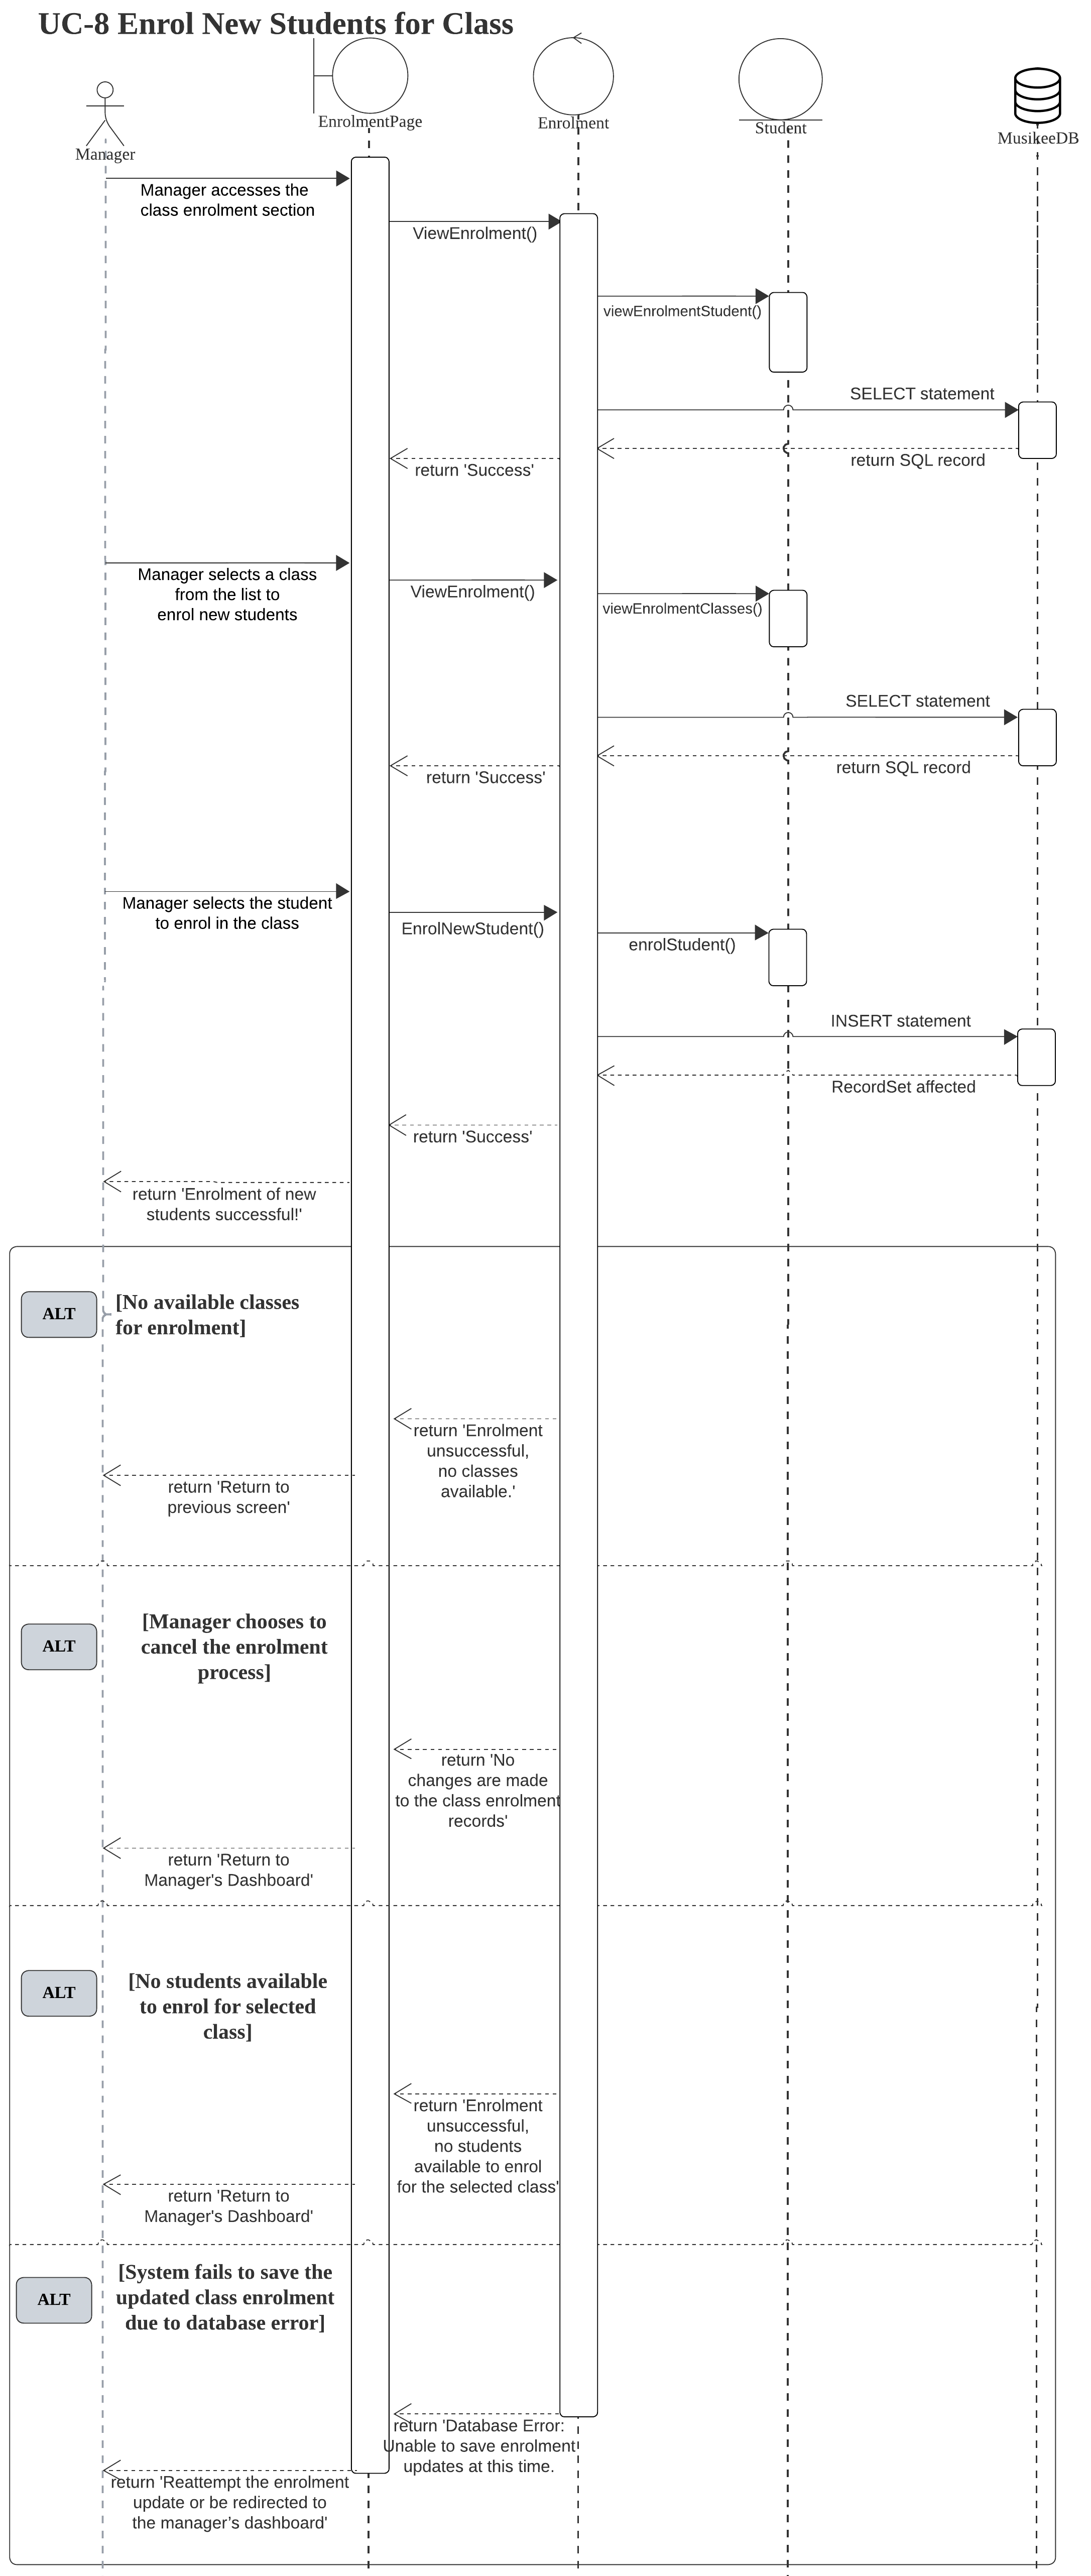 UC-8 Enrol New Students for Class
EnrolmentPage
Enrolment
Student
MusikeeDB
Manager
Manager accesses the
class enrolment section
ViewEnrolment()
viewEnrolmentStudent()
SELECT statement
return SQL record
return 'Success'
Manager selects a class
from the list to
enrol new students
ViewEnrolment()
viewEnrolmentClasses()
SELECT statement
return SQL record
return 'Success'
Manager selects the student
to enrol in the class
EnrolNewStudent()
enrolStudent()
INSERT statement
RecordSet affected
return 'Success'
return 'Enrolment of new
students successful!'
ALT
[No available classes
for enrolment]
return 'Enrolment
unsuccessful,
no classes
available.'
return 'Return to
previous screen'
ALT
[Manager chooses to
cancel the enrolment
process]
return 'No
changes are made
to the class enrolment
records'
return 'Return to
Manager's Dashboard'
ALT
[No students available
to enrol for selected
class]
return 'Enrolment
unsuccessful,
no students
available to enrol
for the selected class'
return 'Return to
Manager's Dashboard'
ALT
[System fails to save the
updated class enrolment
due to database error]
return 'Database Error:
Unable to save enrolment
updates at this time.
return 'Reattempt the enrolment
update or be redirected to
the manager’s dashboard'